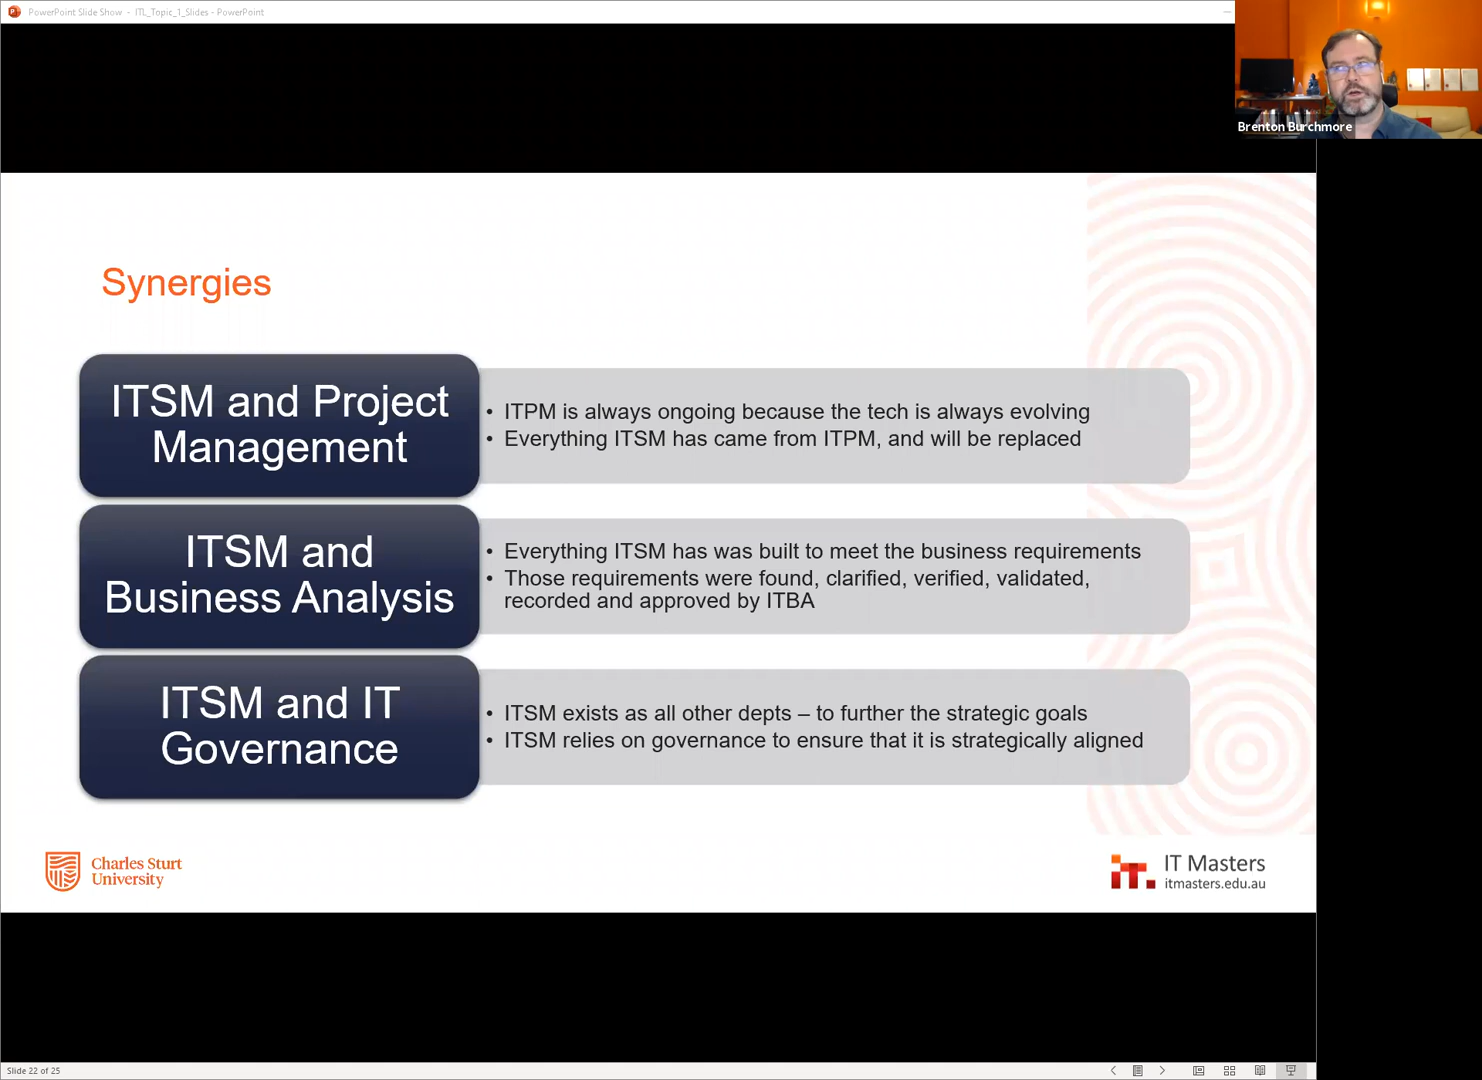 PowerPoint Slide Show - ITL_Topic_1_Slides - PowerPoint
Brenton Burchmore
Synergies
ITSM and Project
Management
• ITPM is always ongoing because the tech is always evolving
• Everything ITSM has came from ITPM, and will be replaced
ITSM and
Business Analysis
• Everything ITSM has was built to meet the business requirements
• Those requirements were found, clarified, verified, validated,
recorded and approved by ITBA
ITSM and IT
Governance
• ITSM exists as all other depts – to further the strategic goals
• ITSM relies on governance to ensure that it is strategically aligned
Charles Sturt
University
it.
IT Masters
itmasters.edu.au
Slide 22 of 25